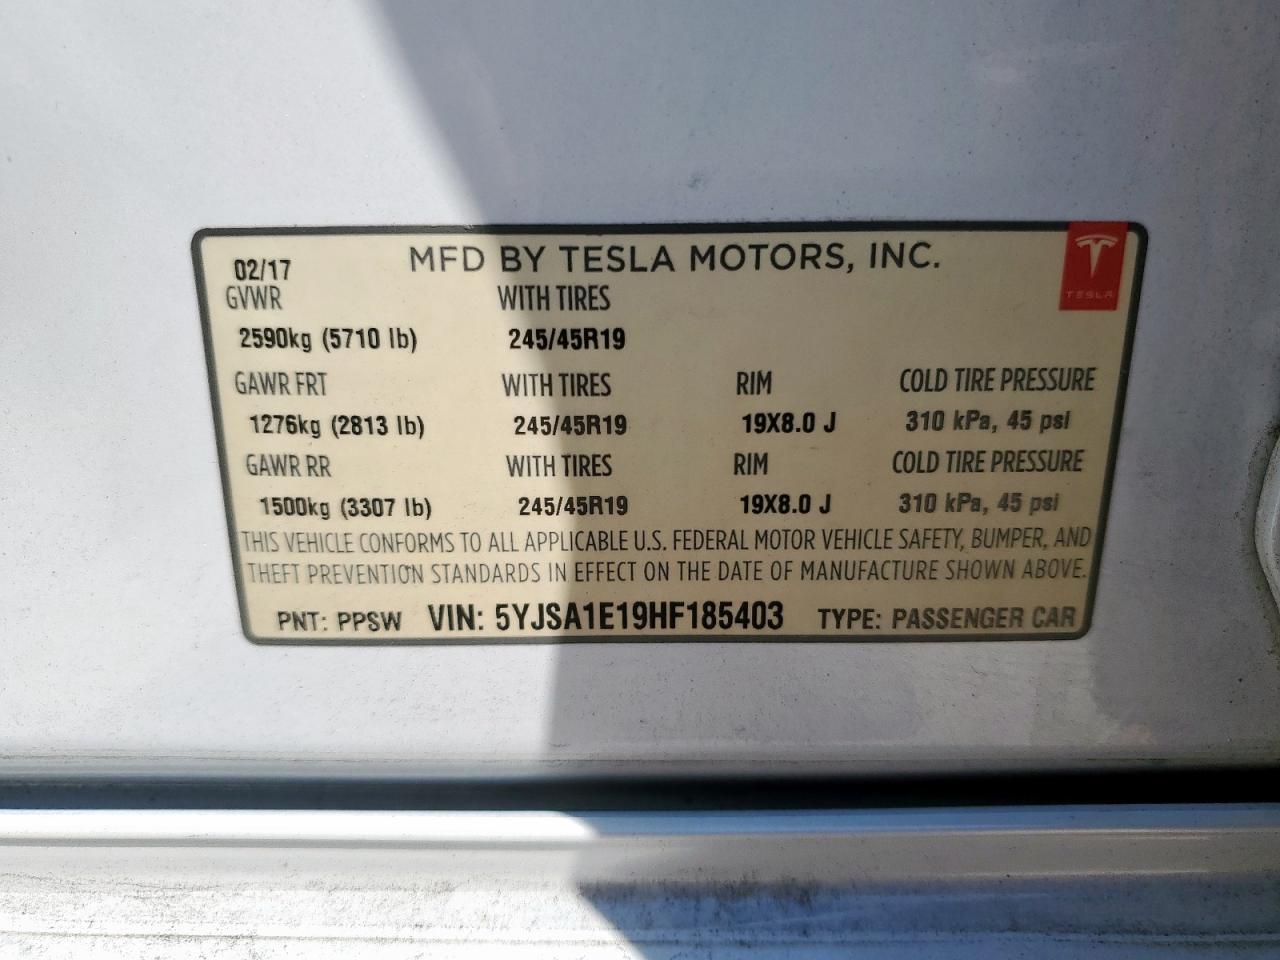 MFD BY TESLA MOTORS, INC.
02/17
TESLA
GVWR WITH TIRES
2590kg (5710 lb) 245/45R19
GAWR FRT WITH TIRES RIM COLD TIRE PRESSURE
1276kg (2813 lb) 245/45R19 19X8.0 J 310 kPa, 45 psi
GAWR RR WITH TIRES RIM COLD TIRE PRESSURE
1500kg (3307 lb) 245/45R19 19X8.0 J 310 kPa, 45 psi
THIS VEHICLE CONFORMS TO ALL APPLICABLE U.S. FEDERAL MOTOR VEHICLE SAFETY, BUMPER, AND
THEFT PREVENTION STANDARDS IN EFFECT ON THE DATE OF MANUFACTURE SHOWN ABOVE.
PNT: PPSW VIN: 5YJSA1E19HF185403 TYPE: PASSENGER CAR